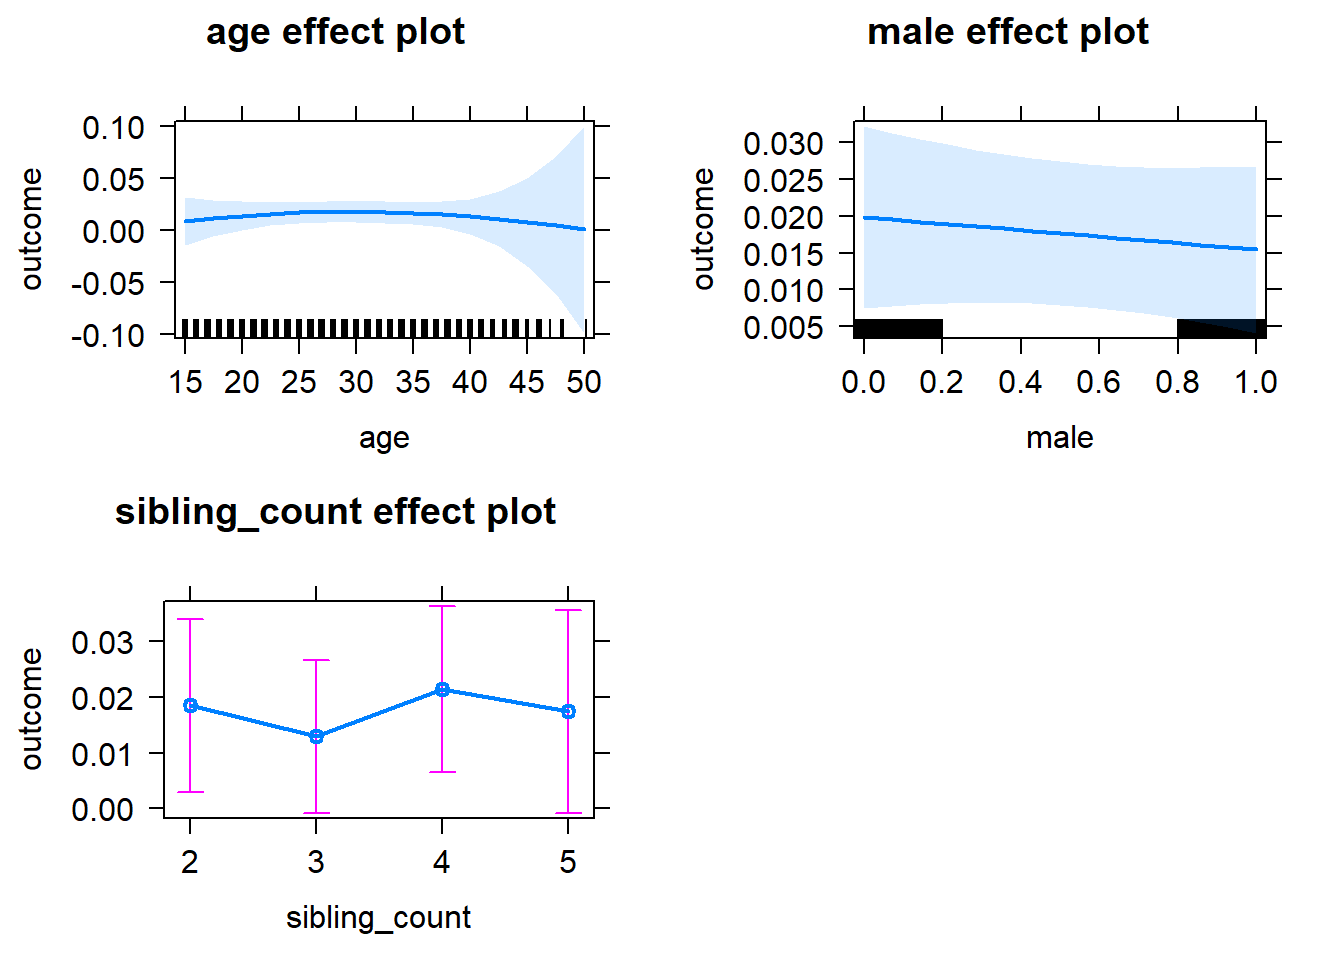 age effect plot
outcome
0.10
0.05
0.00
-0.05
-0.10
15 20 25 30 35 40 45 50
age
male effect plot
outcome
0.030
0.025
0.020
0.015
0.010
0.005
0.0 0.2 0.4 0.6 0.8 1.0
male
sibling_count effect plot
outcome
0.03
0.02
0.01
0.00
2 3 4 5
sibling_count